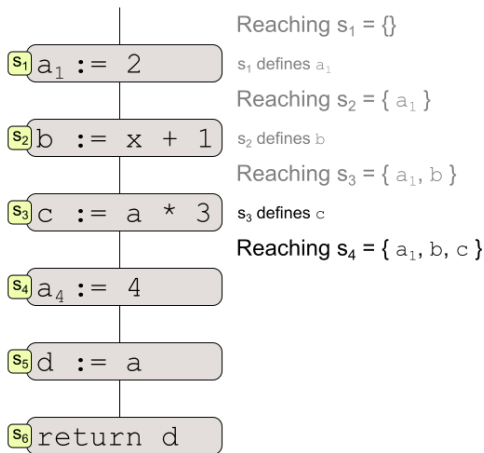 Reaching s₁ = {}
s₁ a₁ := 2
s₁ defines a₁
Reaching s₂ = { a₁ }
s₂ b := x + 1
s₂ defines b
Reaching s₃ = { a₁, b }
s₃ c := a * 3
s₃ defines c
Reaching s₄ = { a₁, b, c }
s₄ a₄ := 4
s₅ d := a
s₆ return d